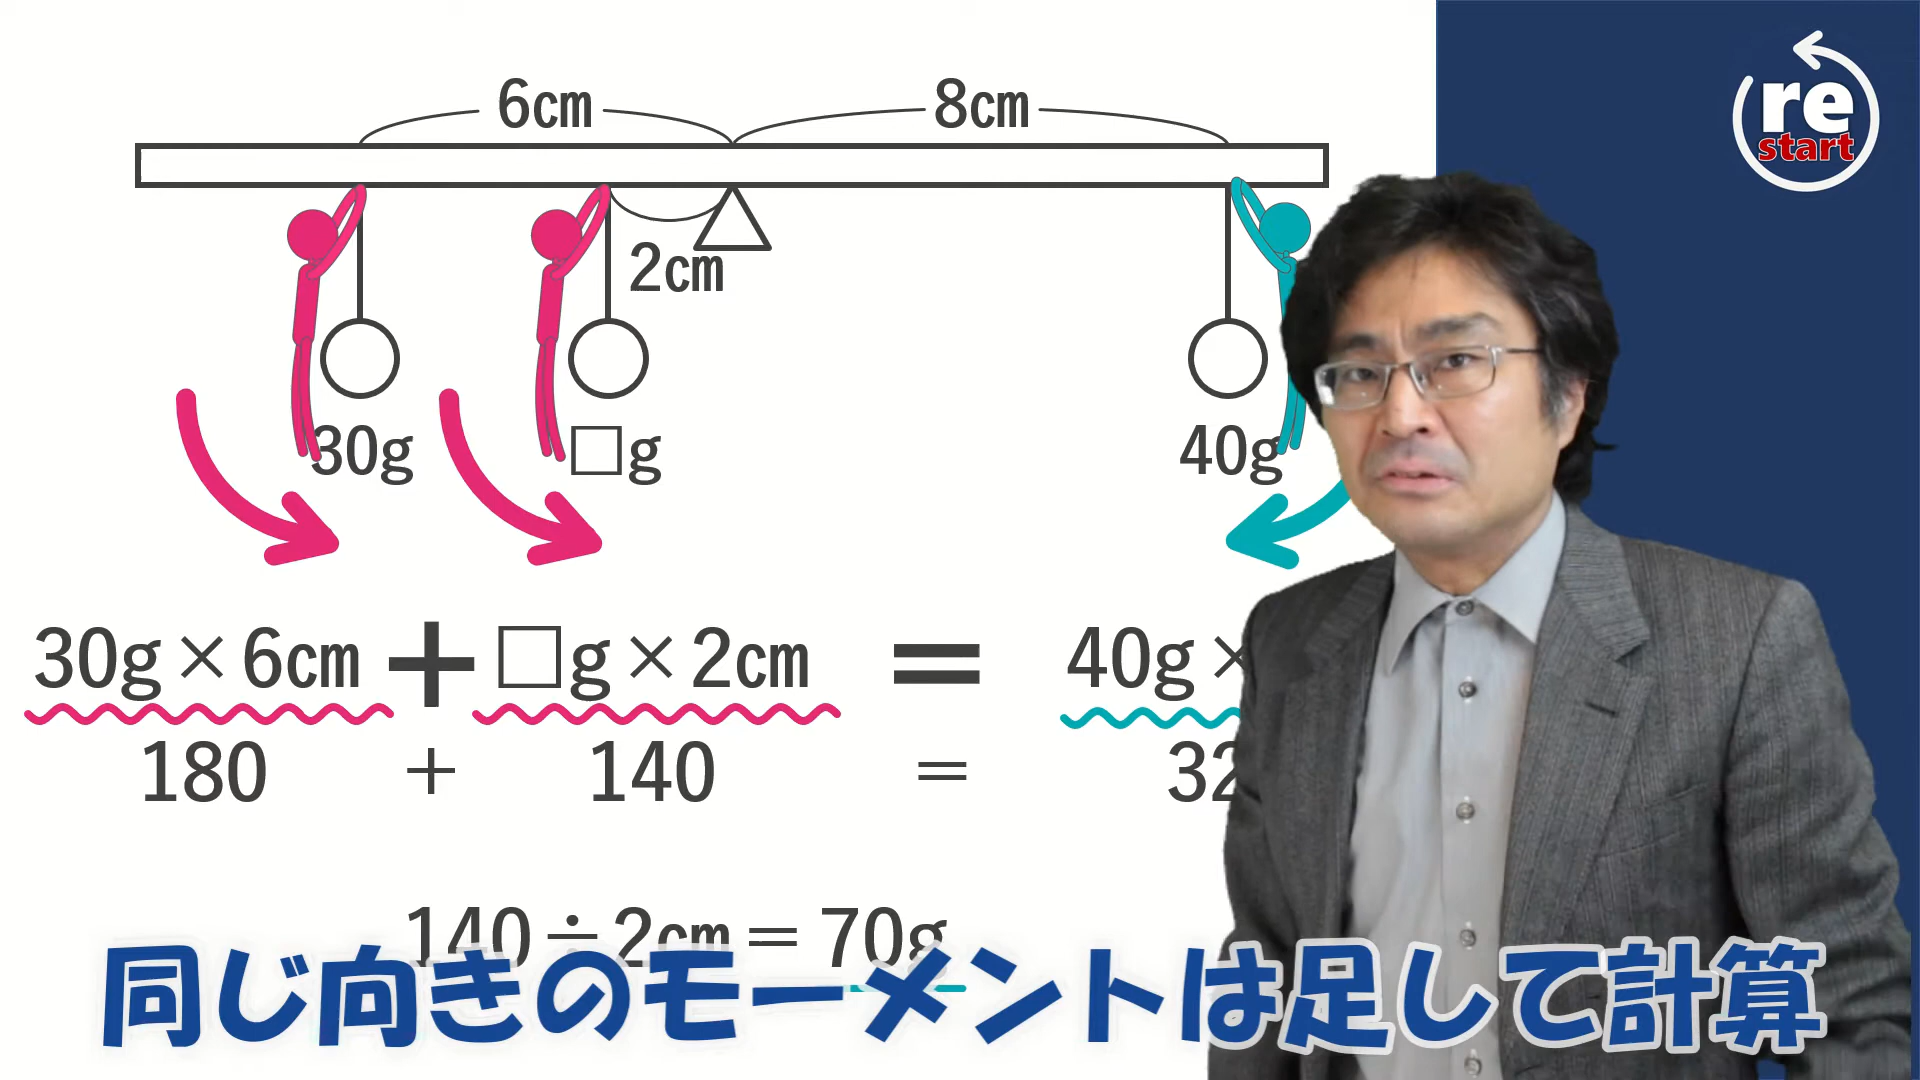 6cm 8cm
re
start
2cm
30g □g 40g
30g×6cm + □g×2cm = 40g×
180 + 140 = 32
140÷2cm=70g
同じ向きのモーメントは足して計算